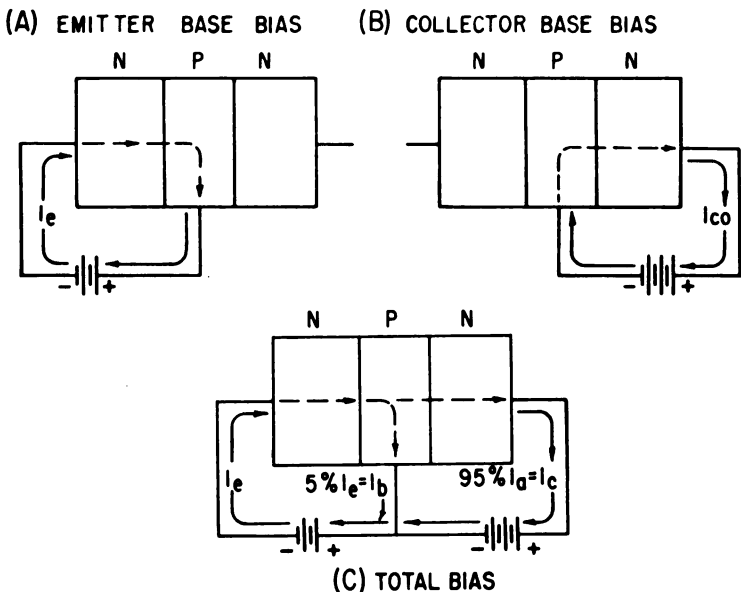 (A) EMITTER BASE BIAS
(B) COLLECTOR BASE BIAS
N P N
N P N
Ie
- +
Ico
- +
N P N
Ie
5% Ie=Ib
95% Ia=Ic
- +
- +
(C) TOTAL BIAS